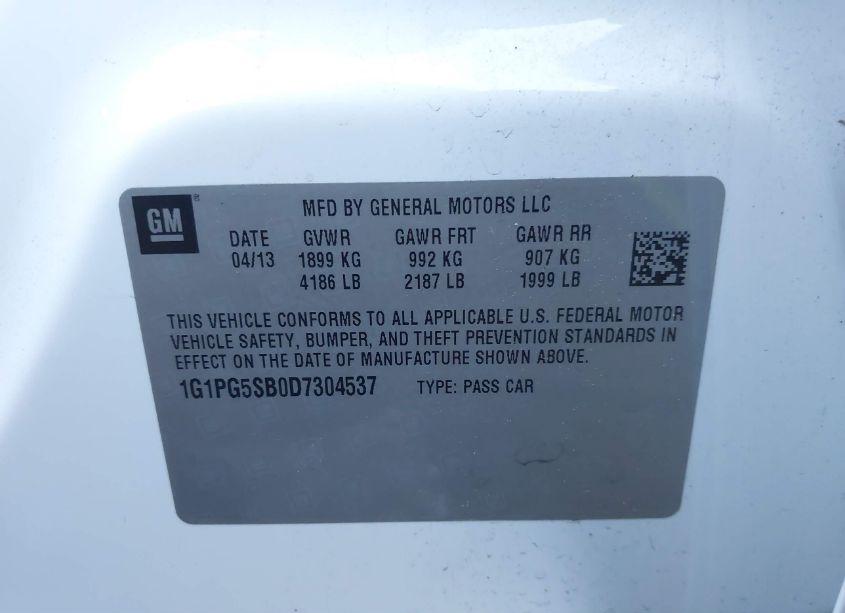 GM ®
MFD BY GENERAL MOTORS LLC
DATE GVWR GAWR FRT GAWR RR
04/13 1899 KG 992 KG 907 KG
4186 LB 2187 LB 1999 LB
THIS VEHICLE CONFORMS TO ALL APPLICABLE U.S. FEDERAL MOTOR
VEHICLE SAFETY, BUMPER, AND THEFT PREVENTION STANDARDS IN
EFFECT ON THE DATE OF MANUFACTURE SHOWN ABOVE.
1G1PG5SB0D7304537 TYPE: PASS CAR